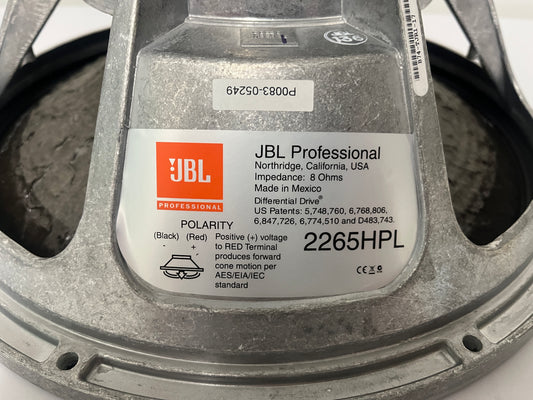 P0083-05249
JBL
PROFESSIONAL
JBL Professional
Northridge, California, USA
Impedance: 8 Ohms
Made in Mexico
Differential Drive®
US Patents: 5,748,760, 6,768,806,
6,847,726, 6,774,510 and D483,743.
2265HPL
CE
POLARITY
(Black) (Red)
- +
Positive (+) voltage
to RED Terminal
produces forward
cone motion per
AES/EIA/IEC
standard